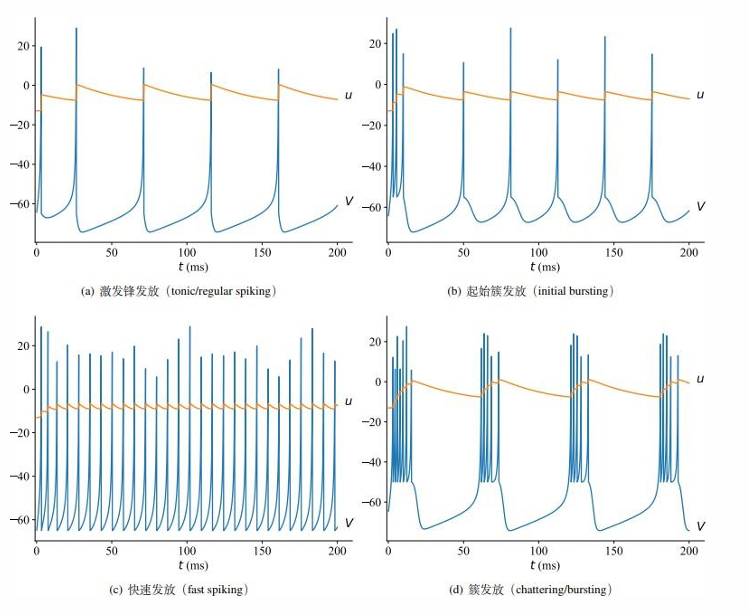 20
0
−20
−40
−60
u
V
0 50 100 150 200
t (ms)
(a) 激发锋发放（tonic/regular spiking）
20
0
−20
−40
−60
u
V
0 50 100 150 200
t (ms)
(b) 起始簇发放（initial bursting）
20
0
−20
−40
−60
u
V
0 50 100 150 200
t (ms)
(c) 快速发放（fast spiking）
20
0
−20
−40
−60
u
V
0 50 100 150 200
t (ms)
(d) 簇发放（chattering/bursting）